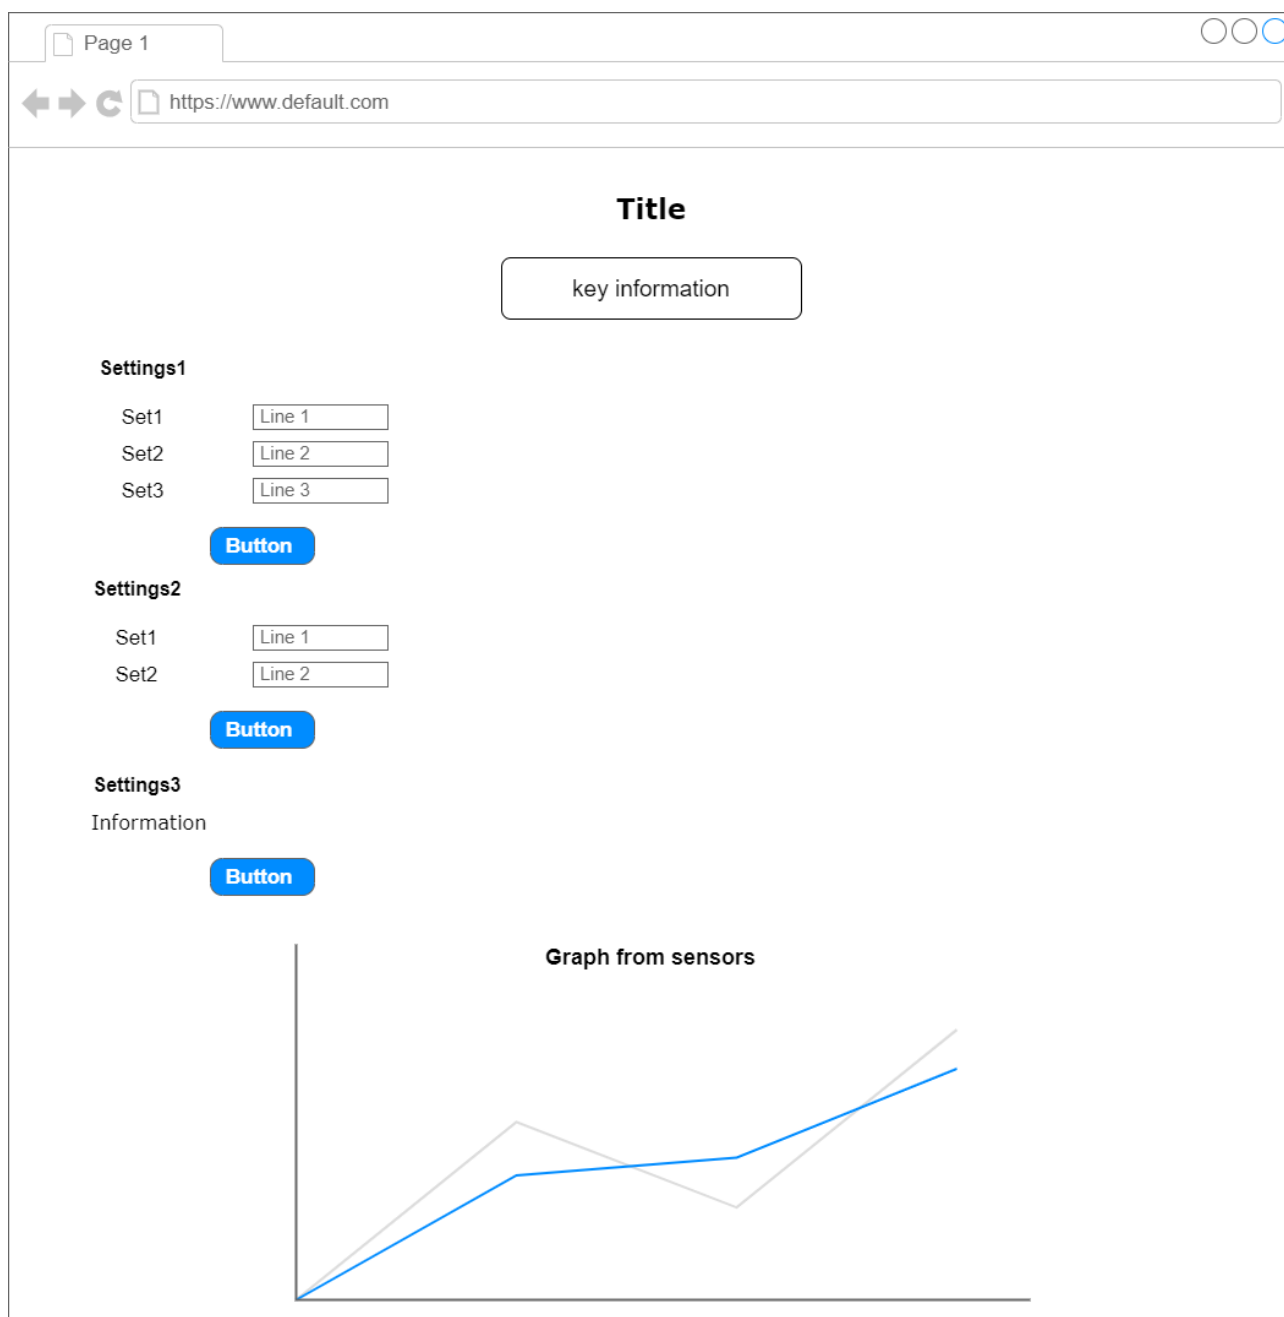 Page 1
https://www.default.com
Title
key information
Settings1
Set1 Line 1
Set2 Line 2
Set3 Line 3
Button
Settings2
Set1 Line 1
Set2 Line 2
Button
Settings3
Information
Button
Graph from sensors